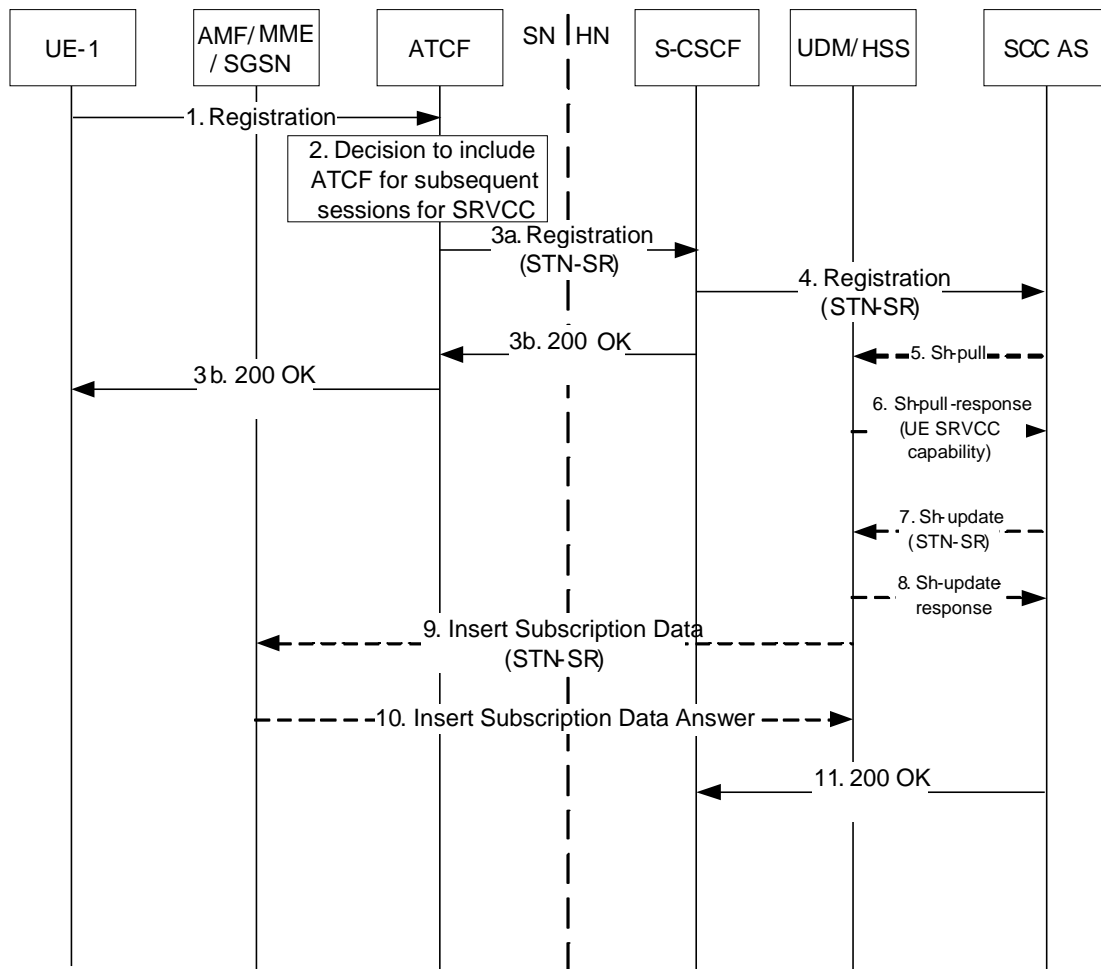 UE-1
AMF/ MME
/ SGSN
ATCF
SN
HN
S-CSCF
UDM/ HSS
SCC AS
1. Registration
2. Decision to include
ATCF for subsequent
sessions for SRVCC
3a. Registration
(STN-SR)
4. Registration
(STN-SR)
3b. 200 OK
5. Sh-pull
3b. 200 OK
6. Sh-pull-response
(UE SRVCC
capability)
7. Sh-update
(STN-SR)
8. Sh-update
response
9. Insert Subscription Data
(STN-SR)
10. Insert Subscription Data Answer
11. 200 OK